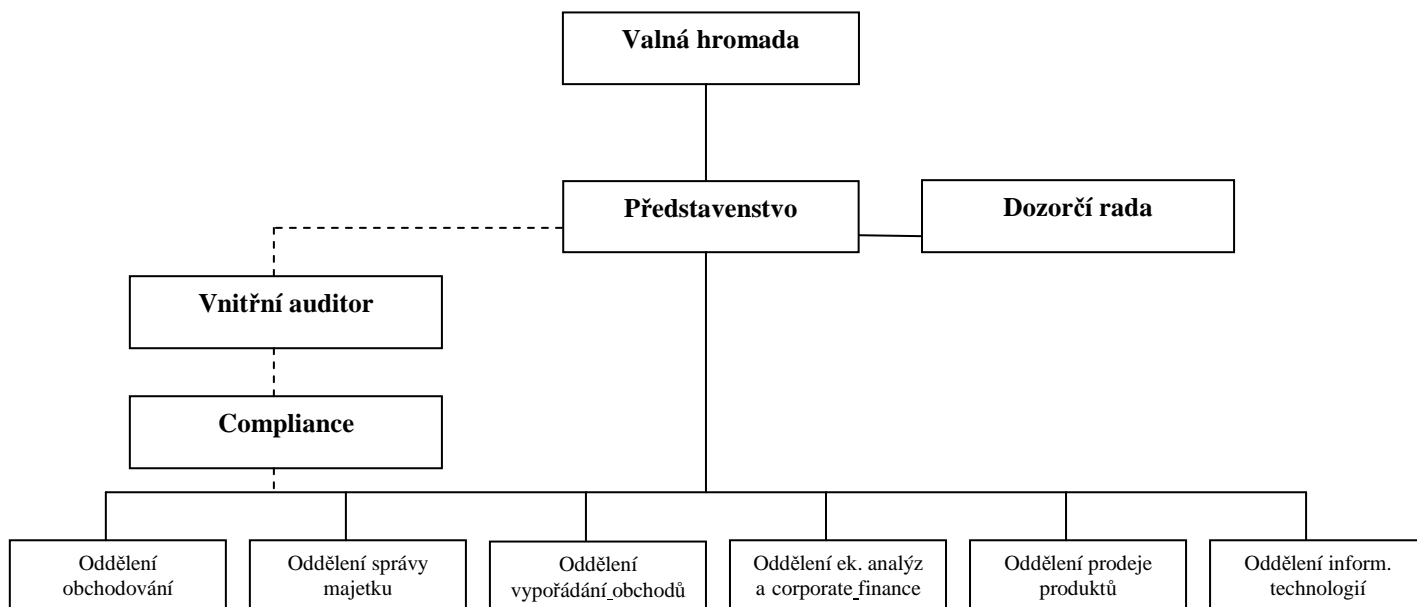 Valná hromada
Představenstvo
Dozorčí rada
Vnitřní auditor
Compliance
Oddělení
obchodování
Oddělení správy
majetku
Oddělení
vypořádání obchodů
Oddělení ek. analýz
a corporate finance
Oddělení prodeje
produktů
Oddělení inform.
technologií